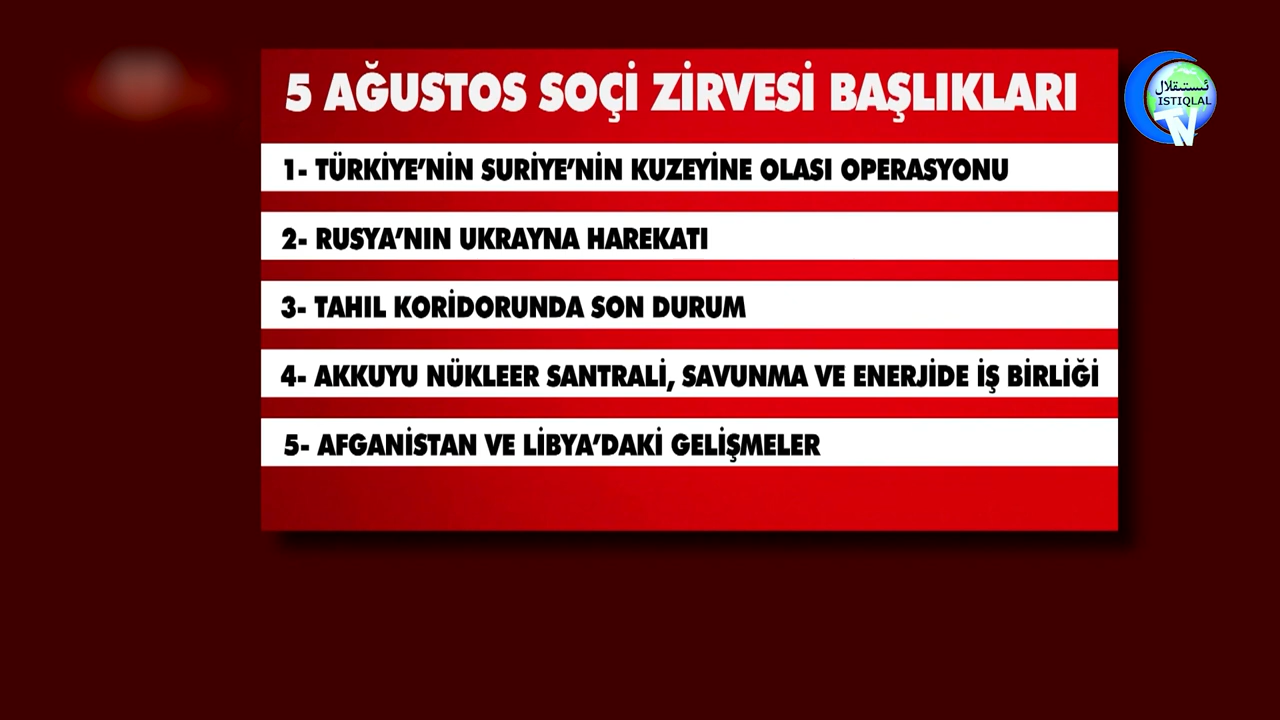 5 AĞUSTOS SOÇİ ZİRVESİ BAŞLIKLARI
1- TÜRKİYE’NİN SURİYE’NİN KUZEYİNE OLASI OPERASYONU
2- RUSYA’NIN UKRAYNA HAREKATI
3- TAHIL KORİDORUNDA SON DURUM
4- AKKUYU NÜKLEER SANTRALİ, SAVUNMA VE ENERJİDE İŞ BİRLİĞİ
5- AFGANİSTAN VE LİBYA’DAKİ GELİŞMELER
ئىستىقلال
ISTIQLAL
TV